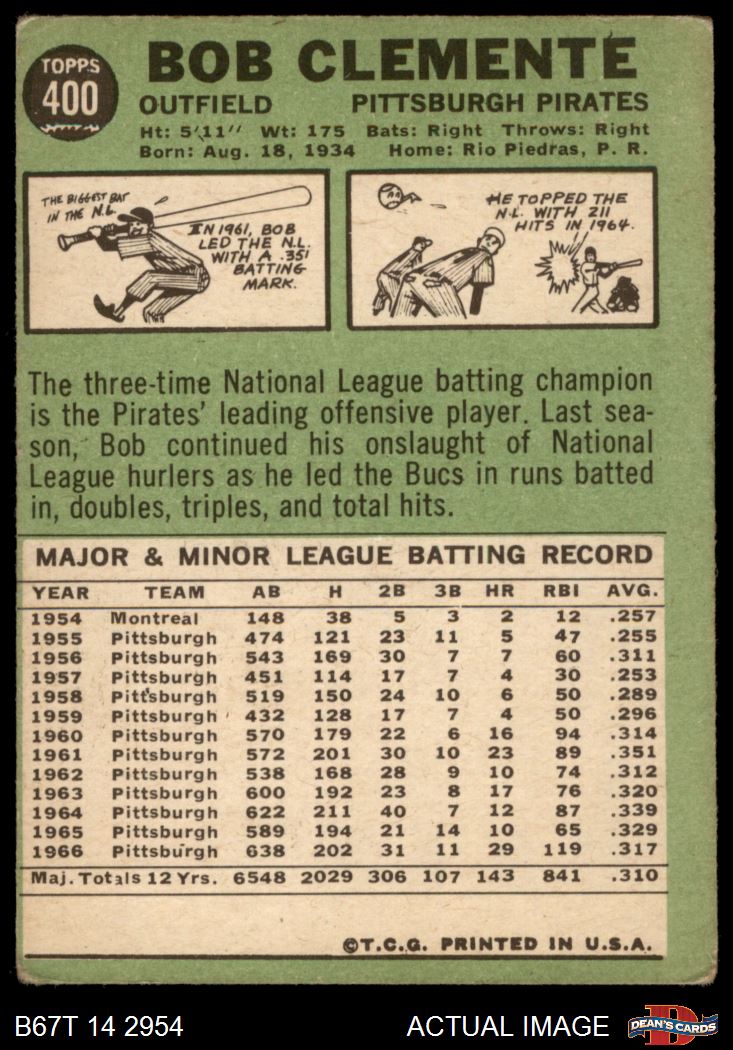 TOPPS
400
BOB CLEMENTE
OUTFIELD PITTSBURGH PIRATES
Ht: 5'11" Wt: 175 Bats: Right Throws: Right
Born: Aug. 18, 1934 Home: Rio Piedras, P. R.
THE BIGGEST BAT
IN THE N.L.
IN 1961, BOB
LED THE N.L.
WITH A .351
BATTING
MARK.
HE TOPPED THE
N.L. WITH 211
HITS IN 1964.
The three-time National League batting champion
is the Pirates' leading offensive player. Last sea-
son, Bob continued his onslaught of National
League hurlers as he led the Bucs in runs batted
in, doubles, triples, and total hits.
MAJOR & MINOR LEAGUE BATTING RECORD
YEAR TEAM AB H 2B 3B HR RBI AVG.
1954 Montreal 148 38 5 3 2 12 .257
1955 Pittsburgh 474 121 23 11 5 47 .255
1956 Pittsburgh 543 169 30 7 7 60 .311
1957 Pittsburgh 451 114 17 7 4 30 .253
1958 Pittsburgh 519 150 24 10 6 50 .289
1959 Pittsburgh 432 128 17 7 4 50 .296
1960 Pittsburgh 570 179 22 6 16 94 .314
1961 Pittsburgh 572 201 30 10 23 89 .351
1962 Pittsburgh 538 168 28 9 10 74 .312
1963 Pittsburgh 600 192 23 8 17 76 .320
1964 Pittsburgh 622 211 40 7 12 87 .339
1965 Pittsburgh 589 194 21 14 10 65 .329
1966 Pittsburgh 638 202 31 11 29 119 .317
Maj. Totals 12 Yrs. 6548 2029 306 107 143 841 .310
©T.C.G. PRINTED IN U.S.A.
B67T 14 2954 ACTUAL IMAGE
DEAN'S CARDS